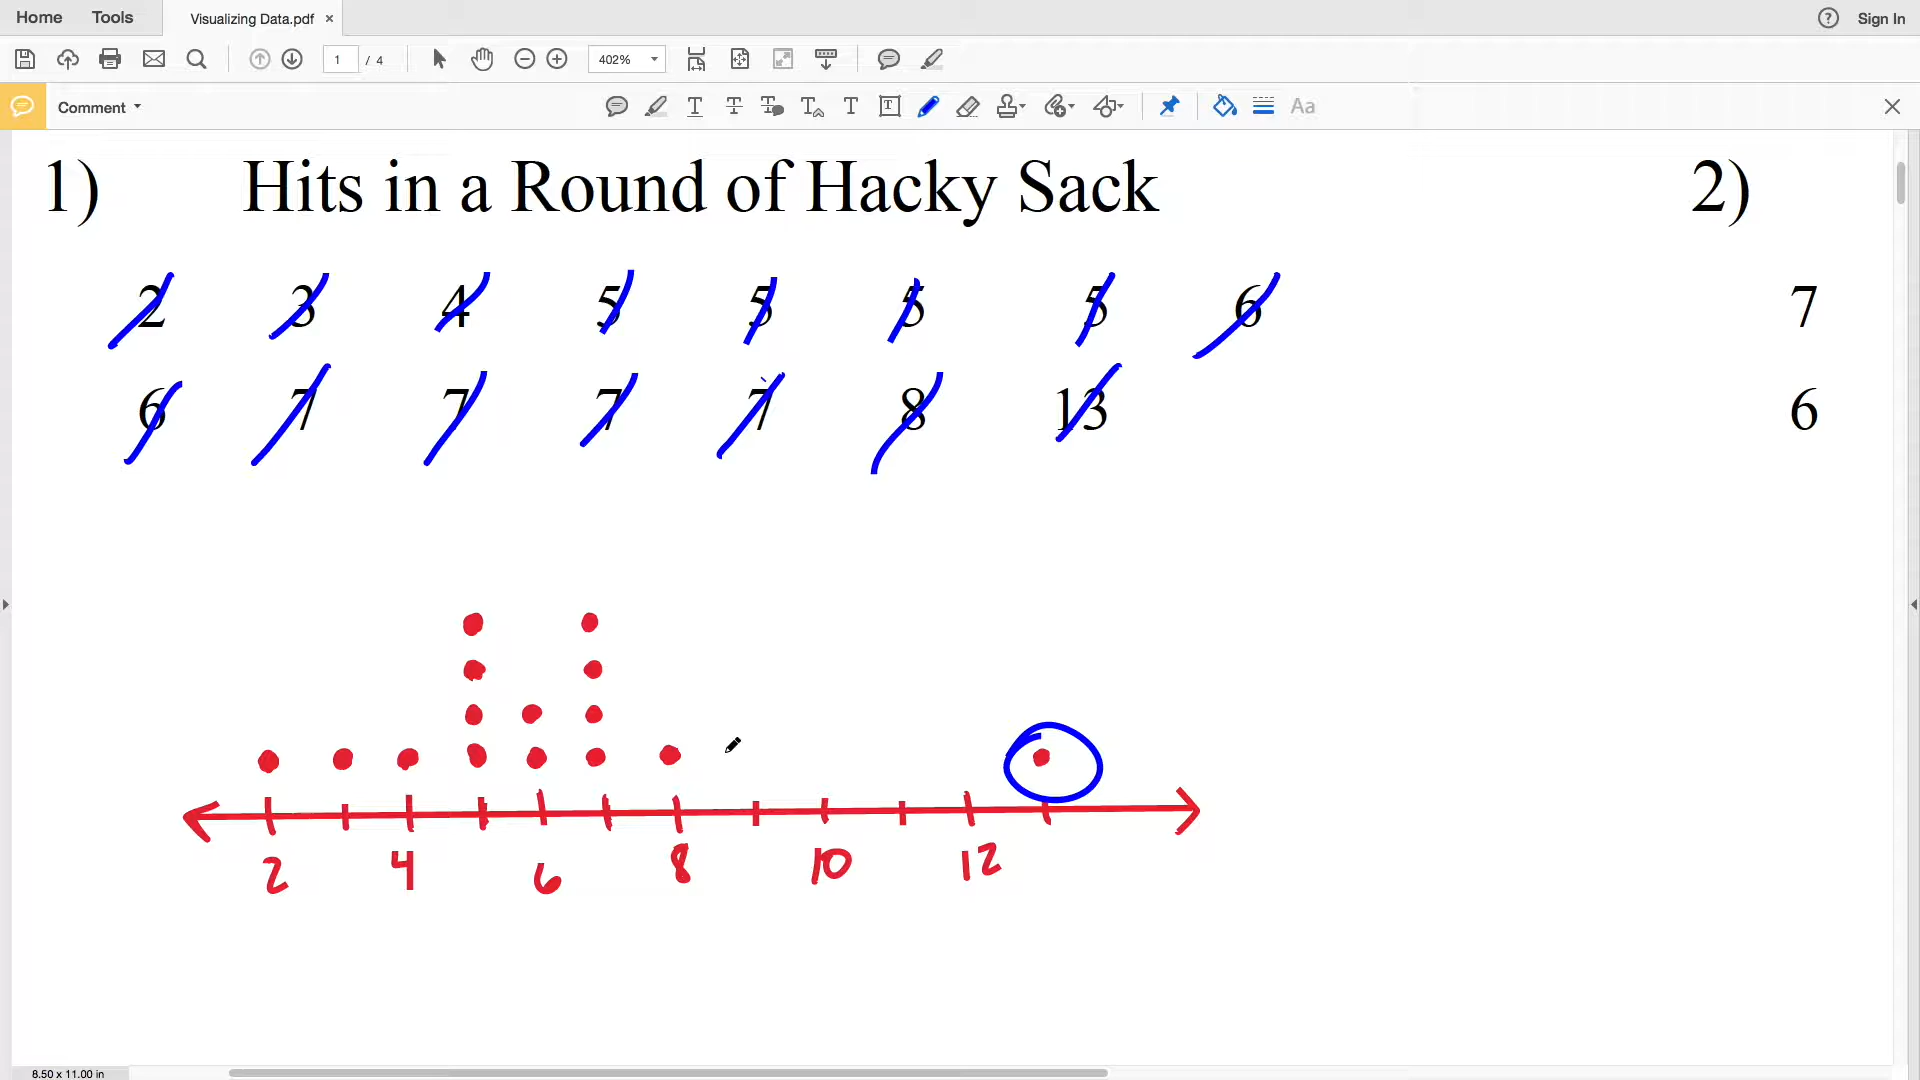 Home Tools Visualizing Data.pdf × ? Sign In
1 / 4 402%
Comment T T T T T T Aa
1) Hits in a Round of Hacky Sack 2)
2 3 4 5 5 5 5 6 7
6 7 7 7 7 8 13 6
2 4 6 8 10 12
8.50 x 11.00 in